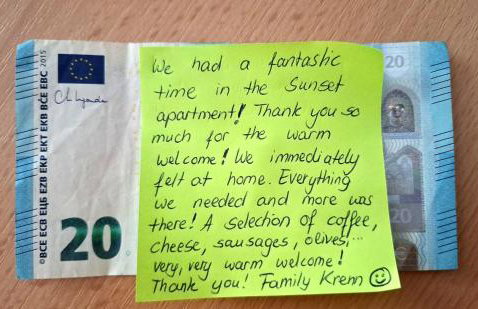 ©BCE ECB ЕЦБ EZB EKP EKT EKB BĊE EBC 2015
20
We had a fantastic
time in the Sunset
apartment! Thank you so
much for the warm
welcome! We immediately
felt at home. Everything
we needed and more was
there! A selection of coffee,
cheese, sausages, olives,...
very, very warm welcome!
Thank you! Family Krenn ☺
20
20